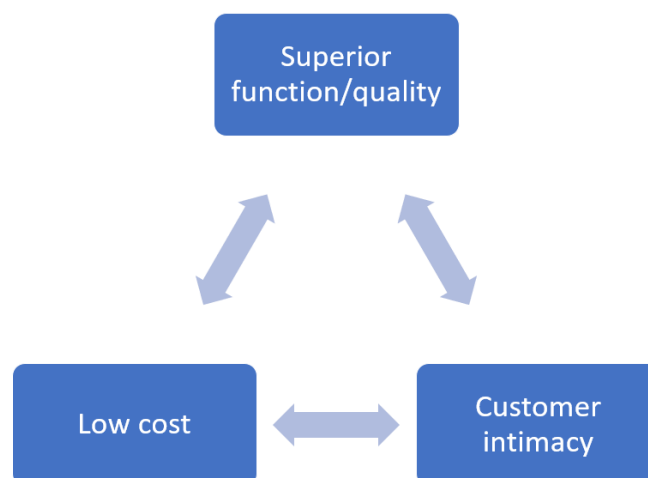 Superior
function/quality
Low cost
Customer
intimacy